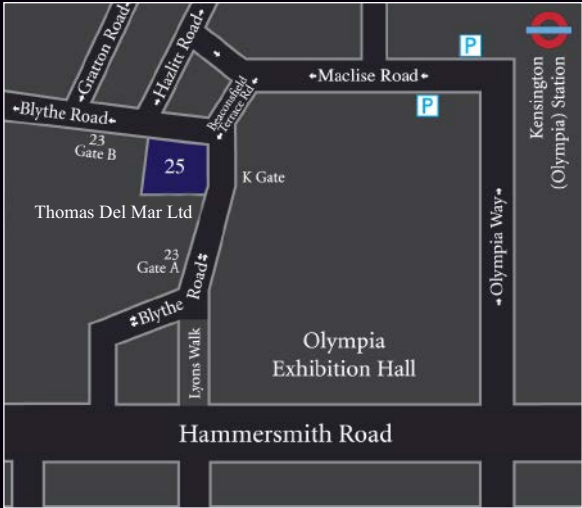 Gratton Road
Hazlitt Road
Beaconsfield
Terrace Rd
Maclise Road
P
P
Kensington
(Olympia) Station
Blythe Road
23
Gate B
25
K Gate
Thomas Del Mar Ltd
23
Gate A
Blythe Road
Olympia Way
Lyons Walk
Olympia
Exhibition Hall
Hammersmith Road